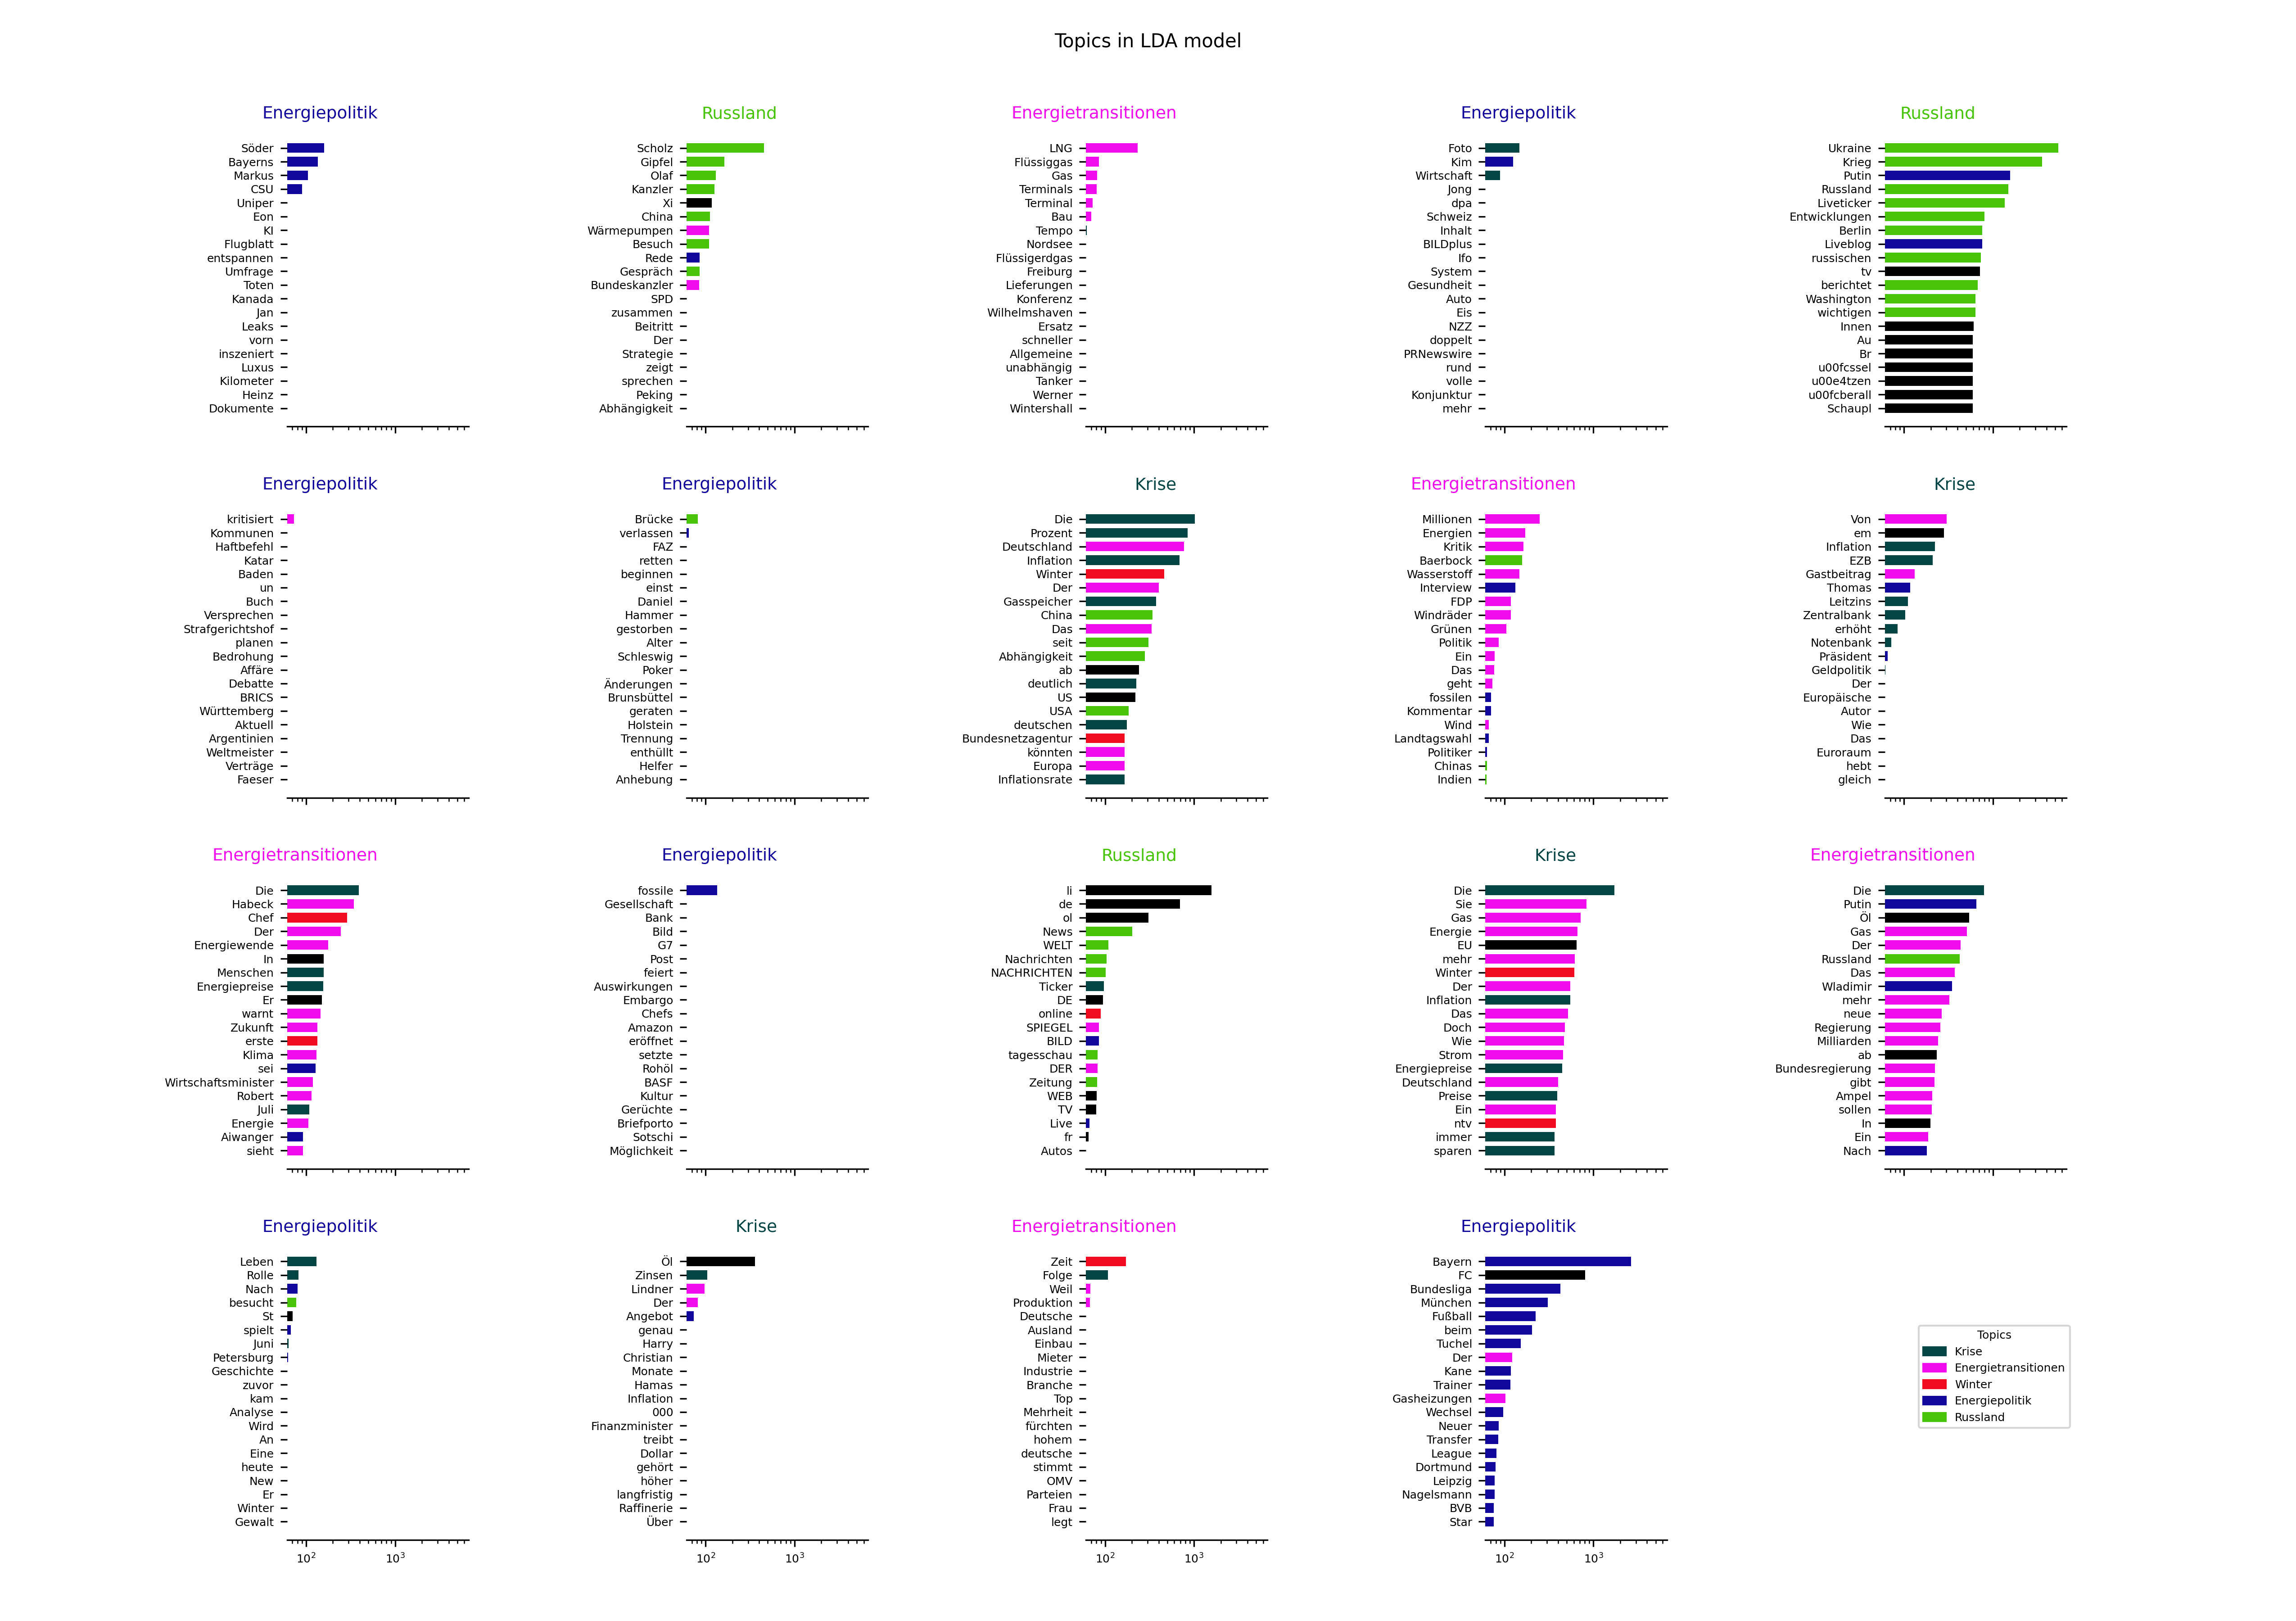 Topics in LDA model
Energiepolitik
Söder
Bayerns
Markus
CSU
Uniper
Eon
KI
Flugblatt
entspannen
Umfrage
Toten
Kanada
Jan
Leaks
vorn
inszeniert
Luxus
Kilometer
Heinz
Dokumente
Russland
Scholz
Gipfel
Olaf
Kanzler
Xi
China
Wärmepumpen
Besuch
Rede
Gespräch
Bundeskanzler
SPD
zusammen
Beitritt
Der
Strategie
zeigt
sprechen
Peking
Abhängigkeit
Energietransitionen
LNG
Flüssiggas
Gas
Terminals
Terminal
Bau
Tempo
Nordsee
Flüssigerdgas
Freiburg
Lieferungen
Konferenz
Wilhelmshaven
Ersatz
schneller
Allgemeine
unabhängig
Tanker
Werner
Wintershall
Energiepolitik
Foto
Kim
Wirtschaft
Jong
dpa
Schweiz
Inhalt
BILDplus
Ifo
System
Gesundheit
Auto
Eis
NZZ
doppelt
PRNewswire
rund
volle
Konjunktur
mehr
Russland
Ukraine
Krieg
Putin
Russland
Liveticker
Entwicklungen
Berlin
Liveblog
russischen
tv
berichtet
Washington
wichtigen
Innen
Au
Br
u00fcssel
u00e4tzen
u00fcberall
Schaupl
Energiepolitik
kritisiert
Kommunen
Haftbefehl
Katar
Baden
un
Buch
Versprechen
Strafgerichtshof
planen
Bedrohung
Affäre
Debatte
BRICS
Württemberg
Aktuell
Argentinien
Weltmeister
Verträge
Faeser
Energiepolitik
Brücke
verlassen
FAZ
retten
beginnen
einst
Daniel
Hammer
gestorben
Alter
Schleswig
Poker
Änderungen
Brunsbüttel
geraten
Holstein
Trennung
enthüllt
Helfer
Anhebung
Krise
Die
Prozent
Deutschland
Inflation
Winter
Der
Gasspeicher
China
Das
seit
Abhängigkeit
ab
deutlich
US
USA
deutschen
Bundesnetzagentur
könnten
Europa
Inflationsrate
Energietransitionen
Millionen
Energien
Kritik
Baerbock
Wasserstoff
Interview
FDP
Windräder
Grünen
Politik
Ein
Das
geht
fossilen
Kommentar
Wind
Landtagswahl
Politiker
Chinas
Indien
Krise
Von
em
Inflation
EZB
Gastbeitrag
Thomas
Leitzins
Zentralbank
erhöht
Notenbank
Präsident
Geldpolitik
Der
Europäische
Autor
Wie
Das
Euroraum
hebt
gleich
Energietransitionen
Die
Habeck
Chef
Der
Energiewende
In
Menschen
Energiepreise
Er
warnt
Zukunft
erste
Klima
sei
Wirtschaftsminister
Robert
Juli
Energie
Aiwanger
sieht
Energiepolitik
fossile
Gesellschaft
Bank
Bild
G7
Post
feiert
Auswirkungen
Embargo
Chefs
Amazon
eröffnet
setzte
Rohöl
BASF
Kultur
Gerüchte
Briefporto
Sotschi
Möglichkeit
Russland
li
de
ol
News
WELT
Nachrichten
NACHRICHTEN
Ticker
DE
online
SPIEGEL
BILD
tagesschau
DER
Zeitung
WEB
TV
Live
fr
Autos
Krise
Die
Sie
Gas
Energie
EU
mehr
Winter
Der
Inflation
Das
Doch
Wie
Strom
Energiepreise
Deutschland
Preise
Ein
ntv
immer
sparen
Energietransitionen
Die
Putin
Öl
Gas
Der
Russland
Das
Wladimir
mehr
neue
Regierung
Milliarden
ab
Bundesregierung
gibt
Ampel
sollen
In
Ein
Nach
Energiepolitik
Leben
Rolle
Nach
besucht
St
spielt
Juni
Petersburg
Geschichte
zuvor
kam
Analyse
Wird
An
Eine
heute
New
Er
Winter
Gewalt
10²
10³
Krise
Öl
Zinsen
Lindner
Der
Angebot
genau
Harry
Christian
Monate
Hamas
Inflation
000
Finanzminister
treibt
Dollar
gehört
höher
langfristig
Raffinerie
Über
10²
10³
Energietransitionen
Zeit
Folge
Weil
Produktion
Deutsche
Ausland
Einbau
Mieter
Industrie
Branche
Top
Mehrheit
fürchten
hohem
deutsche
stimmt
OMV
Parteien
Frau
legt
10²
10³
Energiepolitik
Bayern
FC
Bundesliga
München
Fußball
beim
Tuchel
Der
Kane
Trainer
Gasheizungen
Wechsel
Neuer
Transfer
League
Dortmund
Leipzig
Nagelsmann
BVB
Star
10²
10³
Topics
Krise
Energietransitionen
Winter
Energiepolitik
Russland